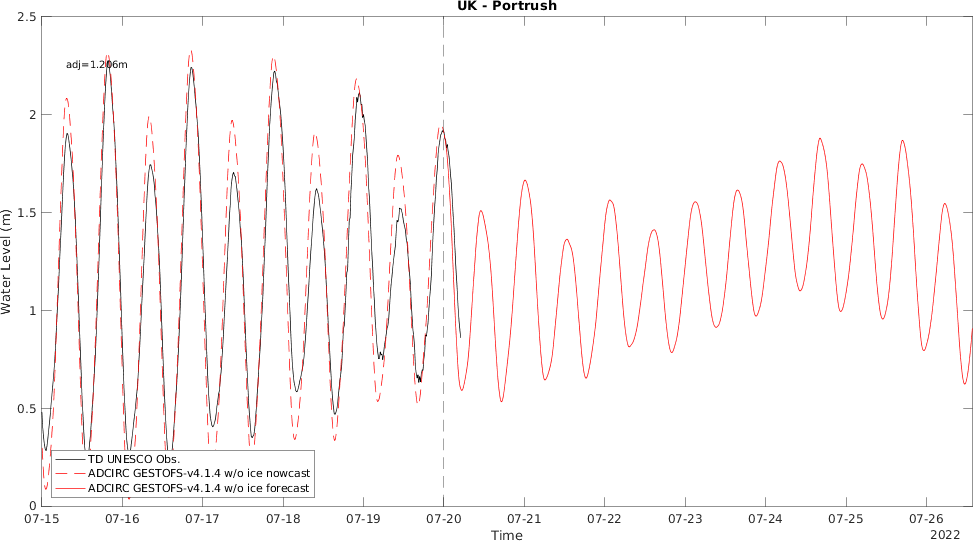 UK - Portrush
2.5
adj=1.206m
2
1.5
Water Level (m)
1
0.5
TD UNESCO Obs.
ADCIRC GESTOFS-v4.1.4 w/o ice nowcast
ADCIRC GESTOFS-v4.1.4 w/o ice forecast
0
07-15 07-16 07-17 07-18 07-19 07-20 07-21 07-22 07-23 07-24 07-25 07-26
Time
2022